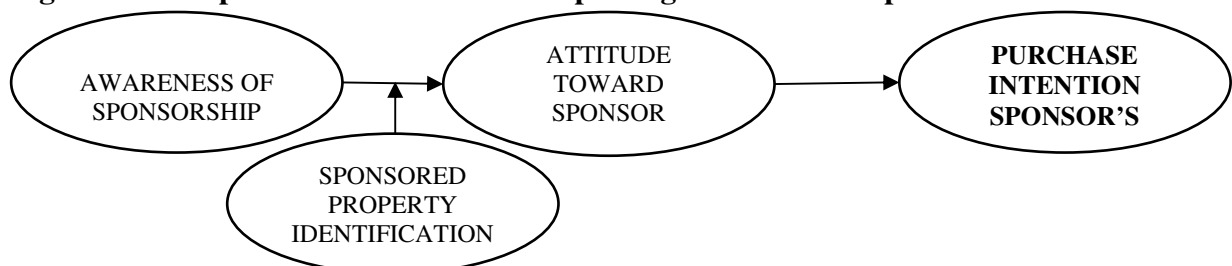 AWARENESS OF
SPONSORSHIP
ATTITUDE
TOWARD
SPONSOR
PURCHASE
INTENTION
SPONSOR'S
SPONSORED
PROPERTY
IDENTIFICATION